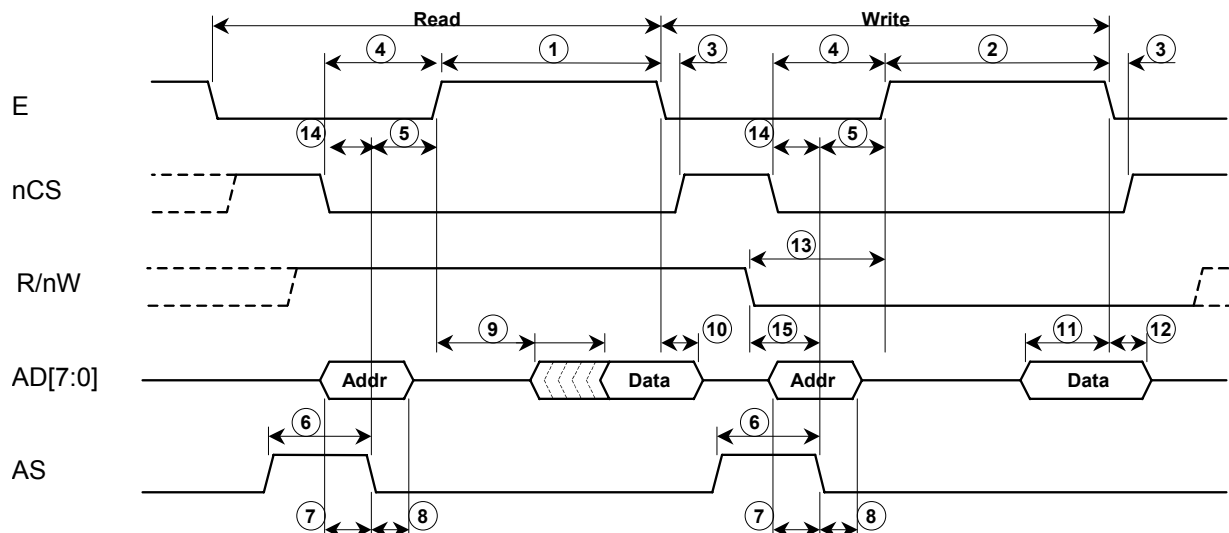 Read Write
④ ① ③ ④ ② ③
E
⑭ ⑤ ⑭ ⑤
nCS
⑬
R/nW
⑨ ⑩ ⑮ ⑪ ⑫
AD[7:0] Addr Data Addr Data
⑥ ⑥
AS
⑦ ⑧ ⑦ ⑧